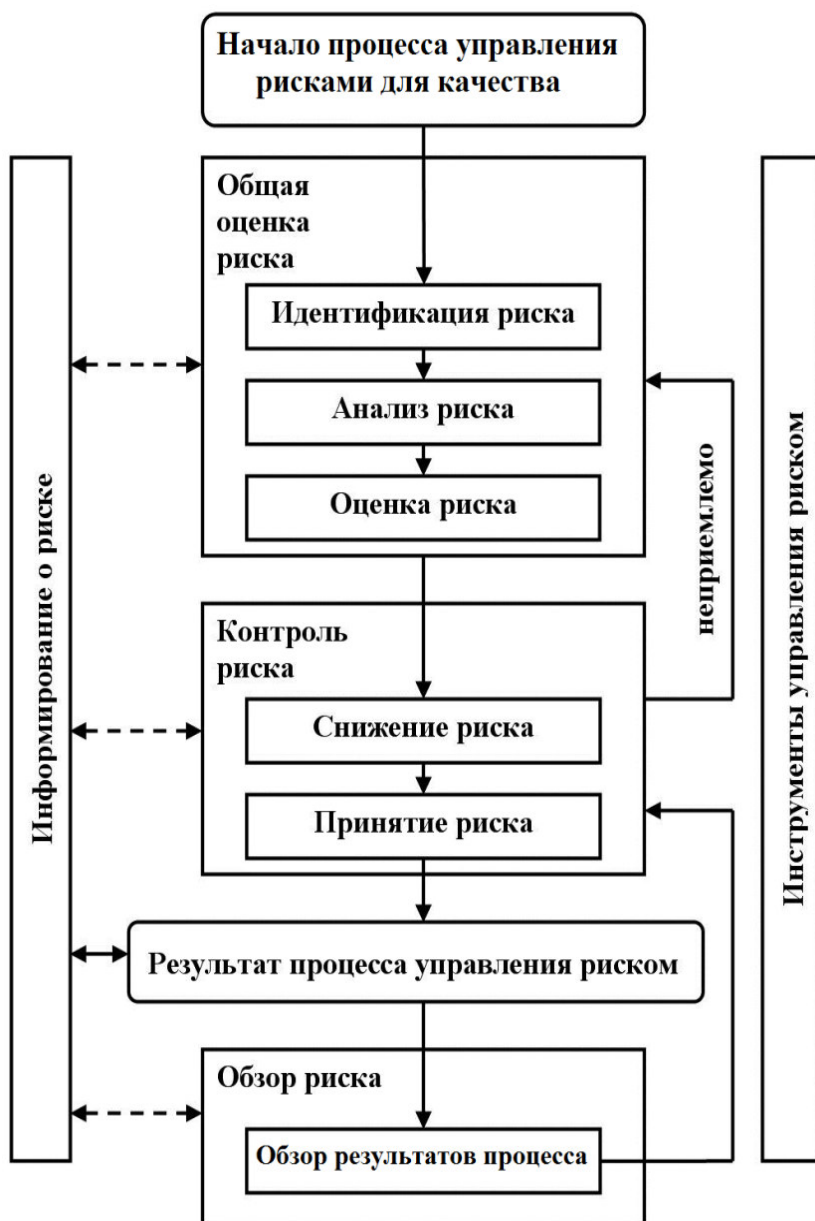 Начало процесса управления
рисками для качества
Общая
оценка
риска
Идентификация риска
Анализ риска
Оценка риска
неприемлемо
Контроль
риска
Снижение риска
Принятие риска
Результат процесса управления риском
Обзор риска
Обзор результатов процесса
Информирование о риске
Инструменты управления риском